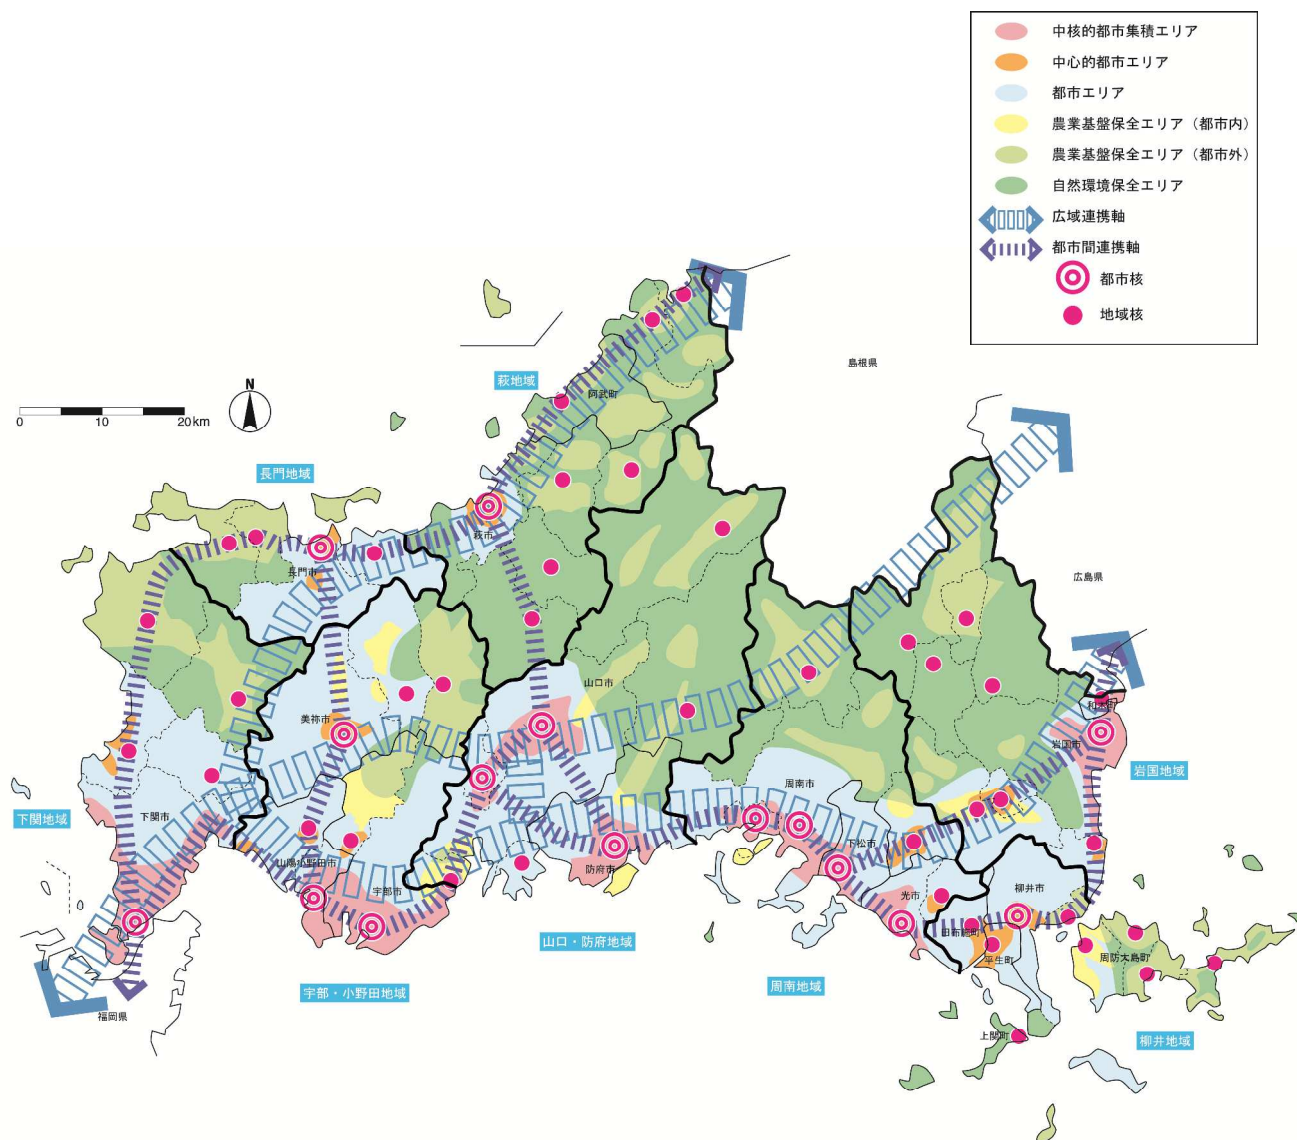 中核的都市集積エリア
中心的都市エリア
都市エリア
農業基盤保全エリア（都市内）
農業基盤保全エリア（都市外）
自然環境保全エリア
広域連携軸
都市間連携軸
都市核
地域核
島根県
萩地域
阿武町
N
0 10 20km
長門地域
萩市
長門市
広島県
山口市
和木町
美祢市
岩国市
岩国地域
周南市
下関市
下関地域
下松市
山陽小野田市
防府市
宇部市
柳井市
光市
田布施町
山口・防府地域
平生町
周防大島町
周南地域
宇部・小野田地域
福岡県
上関町
柳井地域